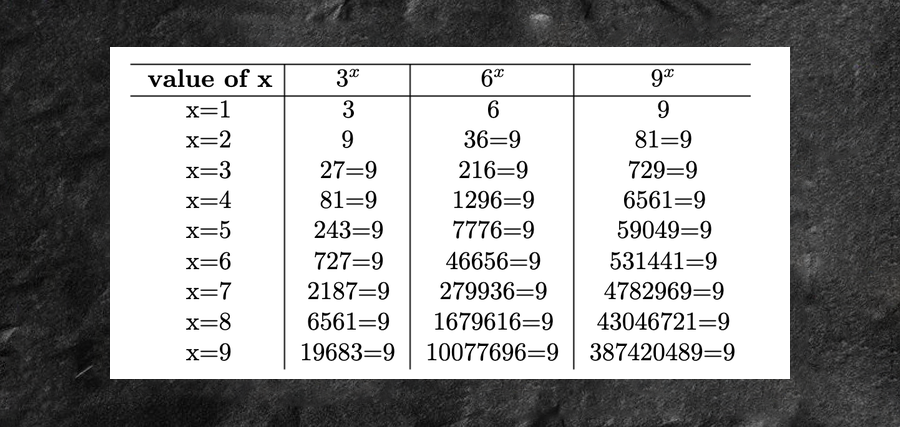 value of x 3ˣ 6ˣ 9ˣ
x=1 3 6 9
x=2 9 36=9 81=9
x=3 27=9 216=9 729=9
x=4 81=9 1296=9 6561=9
x=5 243=9 7776=9 59049=9
x=6 727=9 46656=9 531441=9
x=7 2187=9 279936=9 4782969=9
x=8 6561=9 1679616=9 43046721=9
x=9 19683=9 10077696=9 387420489=9